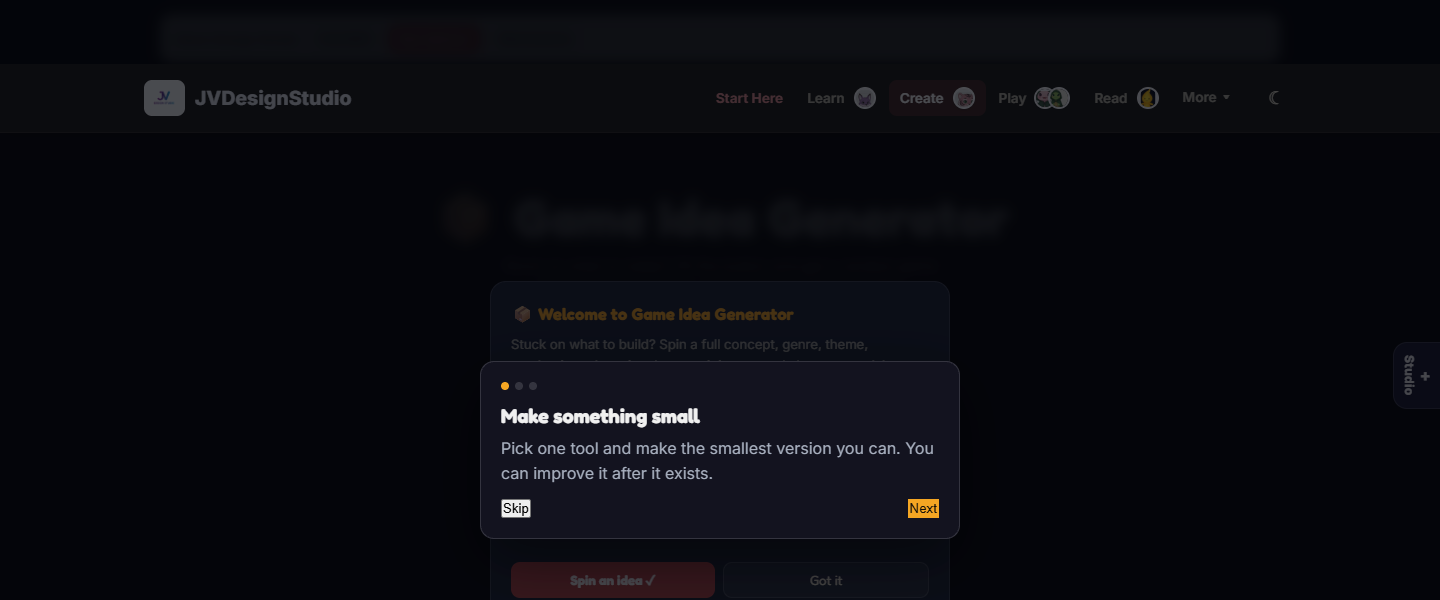 JV
JVDesignStudio
Start Here
Learn
Create
Play
Read
More
Game Idea Generator
Welcome to Game Idea Generator
Stuck on what to build? Spin a full concept, genre, theme,
Make something small
Pick one tool and make the smallest version you can. You
can improve it after it exists.
Skip
Next
Spin an idea ✓
Got it
+
Studio